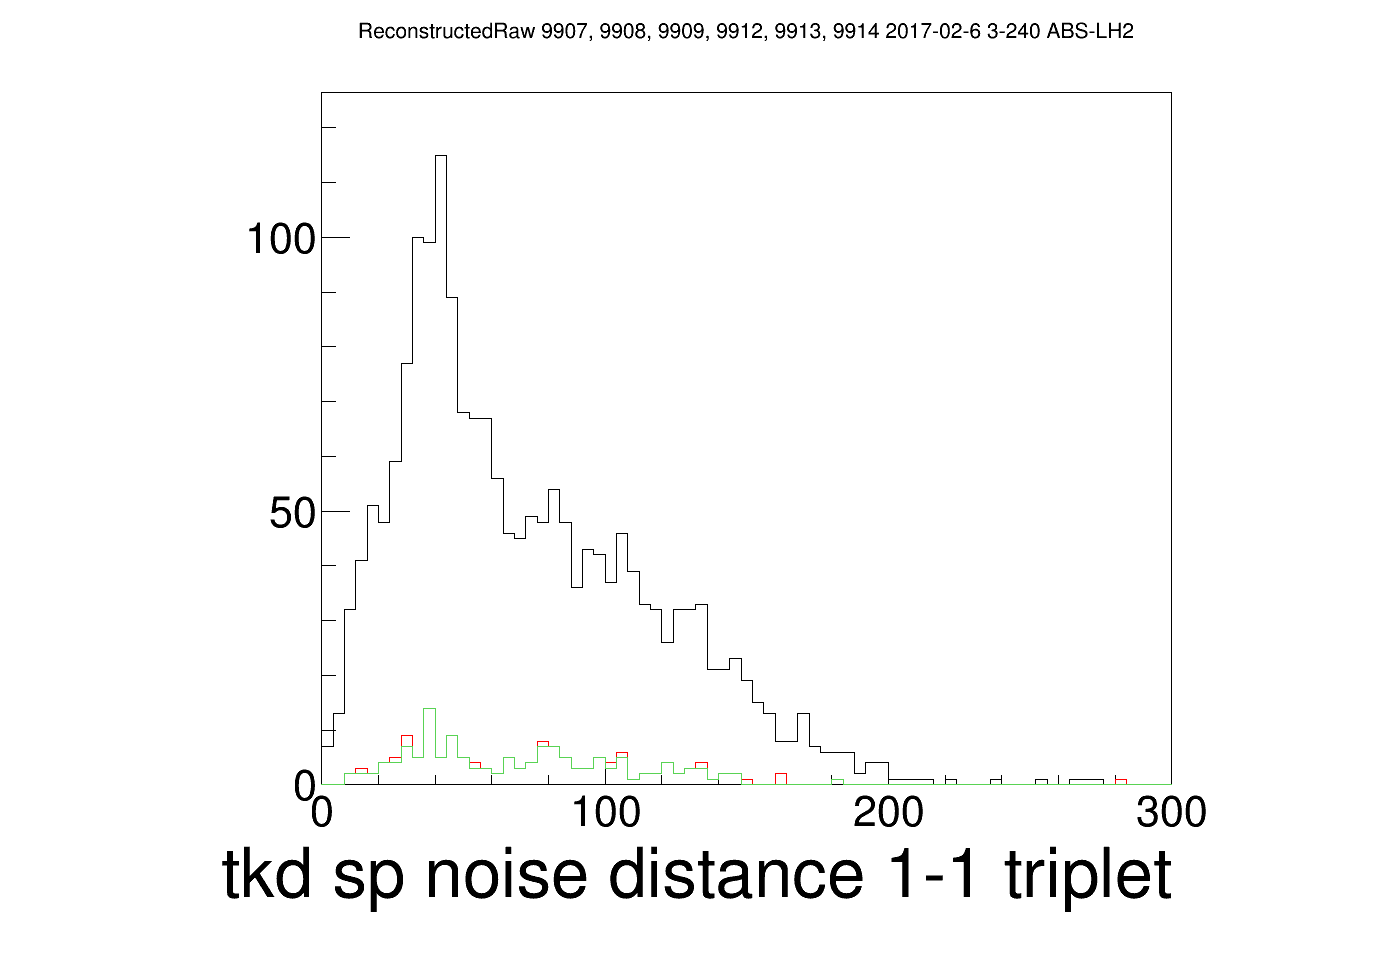 ReconstructedRaw 9907, 9908, 9909, 9912, 9913, 9914 2017-02-6 3-240 ABS-LH2
100
50
0
0 100 200 300
tkd sp noise distance 1-1 triplet